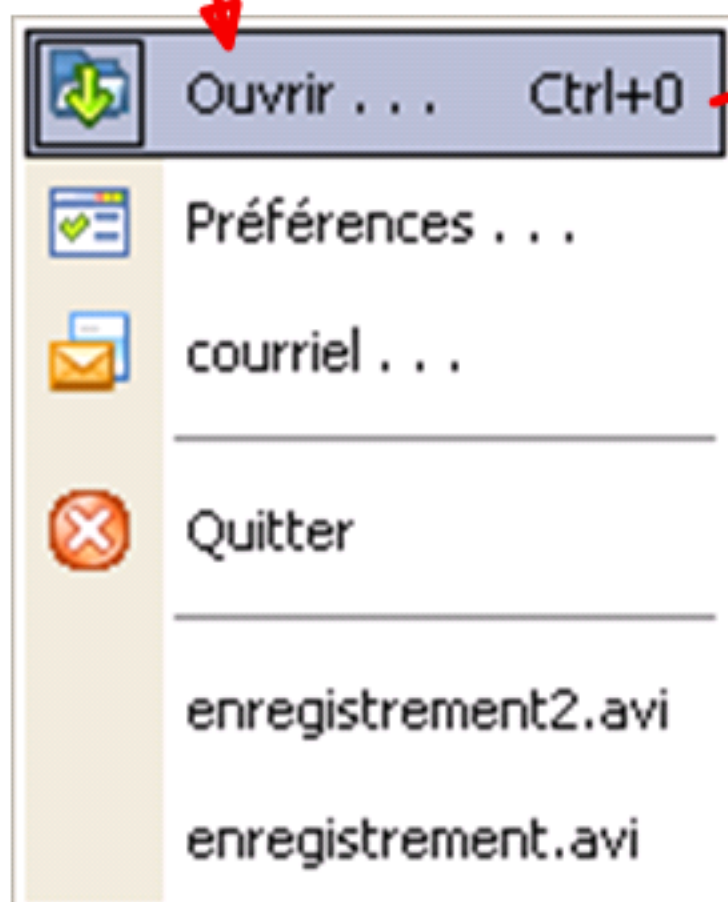 Ouvrir . . . Ctrl+0
Préférences . . .
courriel . . .
Quitter
enregistrement2.avi
enregistrement.avi